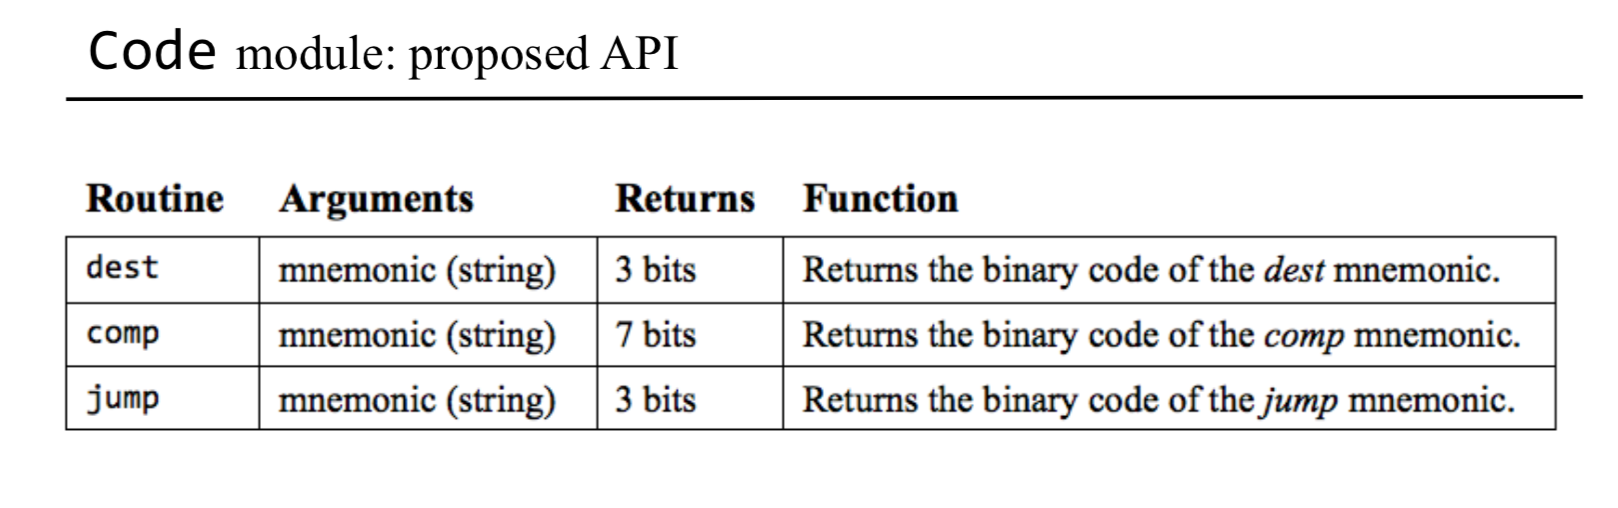 Code module: proposed API
Routine Arguments Returns Function
dest mnemonic (string) 3 bits Returns the binary code of the dest mnemonic.
comp mnemonic (string) 7 bits Returns the binary code of the comp mnemonic.
jump mnemonic (string) 3 bits Returns the binary code of the jump mnemonic.